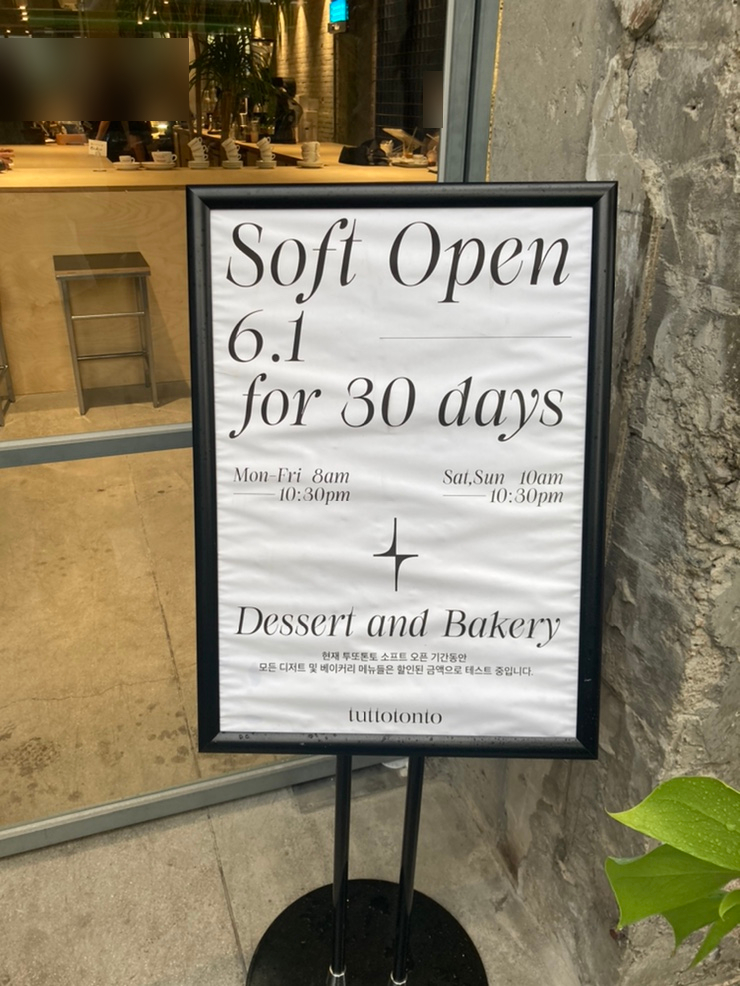 Soft Open
6.1
for 30 days
Mon-Fri 8am
10:30pm
Sat,Sun 10am
10:30pm
Dessert and Bakery
현재 투또톤토 소프트 오픈 기간동안
모든 디저트 및 베이커리 메뉴들은 할인된 금액으로 테스트 중입니다.
tuttotonto